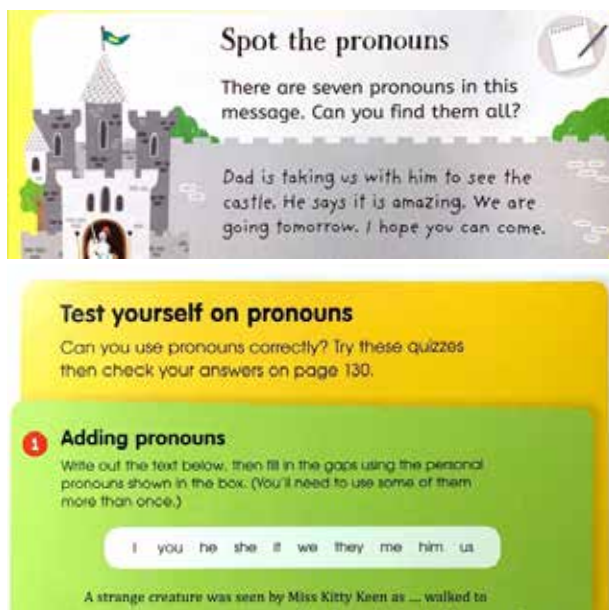 Spot the pronouns
There are seven pronouns in this
message. Can you find them all?
Dad is taking us with him to see the
castle. He says it is amazing. We are
going tomorrow. I hope you can come.
Test yourself on pronouns
Can you use pronouns correctly? Try these quizzes
then check your answers on page 130.
1 Adding pronouns
Write out the text below, then fill in the gaps using the personal
pronouns shown in the box. (You'll need to use some of them
more than once.)
I you he she it we they me him us
A strange creature was seen by Miss Kitty Keen as ... walked to